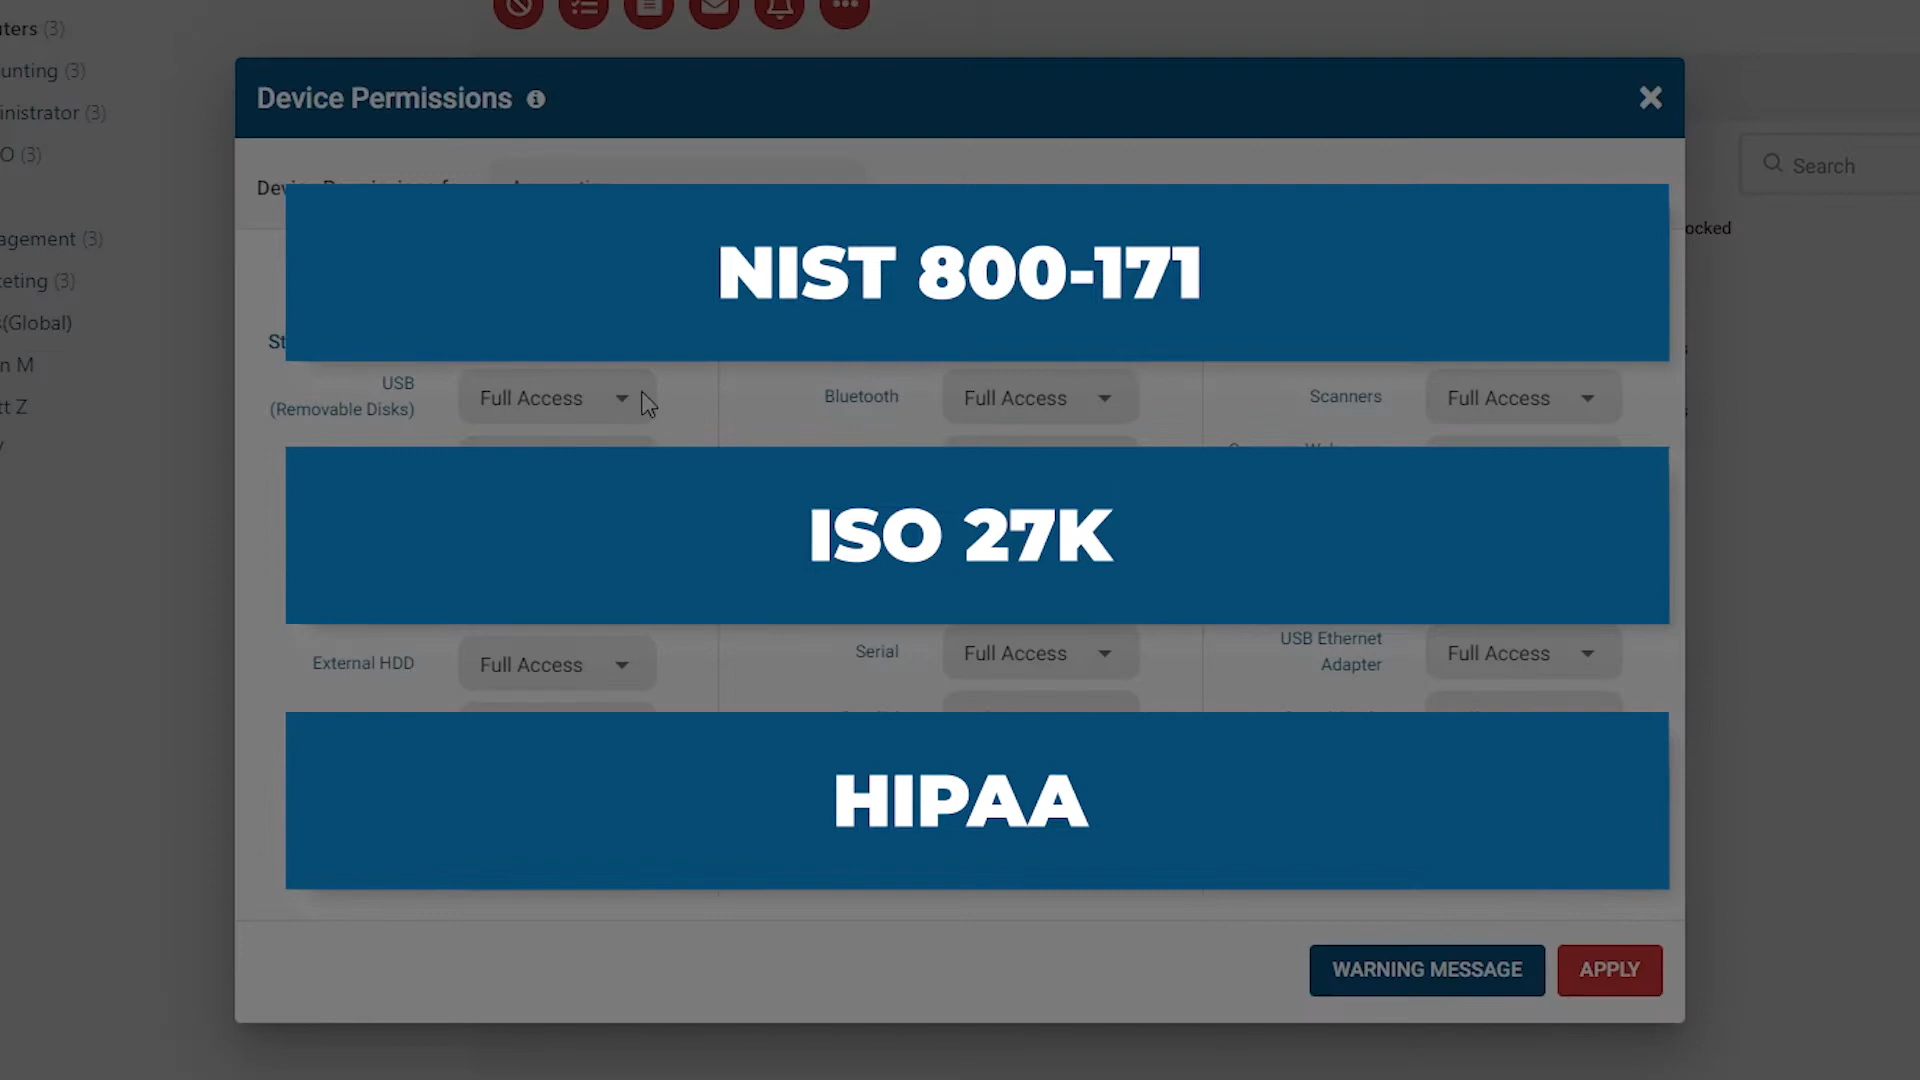 ters (3)
unting (3)
inistrator (3)
O (3)
agement (3)
eting (3)
(Global)
n M
tt Z
Device Permissions
Search
ocked
NIST 800-171
USB
(Removable Disks)
Full Access
Bluetooth
Full Access
Scanners
Full Access
ISO 27K
External HDD
Full Access
Serial
Full Access
USB Ethernet
Adapter
Full Access
HIPAA
WARNING MESSAGE
APPLY